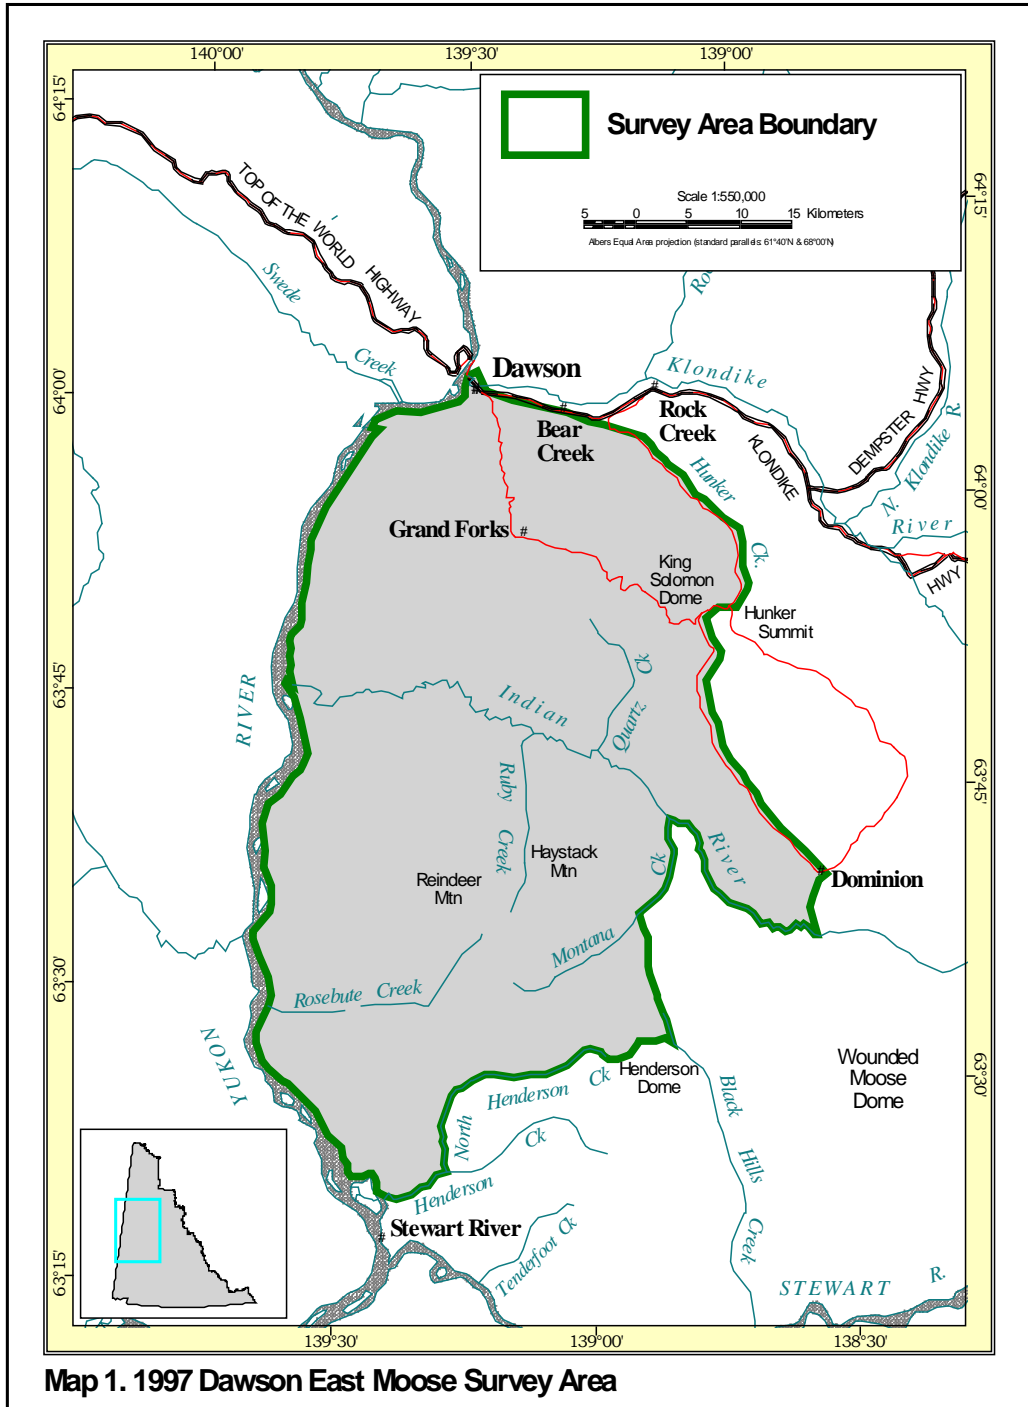 140°00'
139°30'
139°00'
64°15'
64°15'
Survey Area Boundary
Scale 1:550,000
5 0 5 10 15 Kilometers
Albers Equal Area projection (standard parallels: 61°40'N & 68°00'N)
TOP OF THE WORLD HIGHWAY
Swede
Creek
64°00'
Dawson
Klondike
Rock
Creek
Bear
Creek
KLONDIKE
DEMPSTER HWY
N. Klondike R.
River
HWY
64°00'
Hunker
Ck.
Grand Forks
King
Solomon
Dome
Hunker
Summit
63°45'
RIVER
Indian
Quartz Ck
63°45'
Ruby
Creek
River
Haystack
Mtn
Ck
Reindeer
Mtn
Dominion
Montana
63°30'
Rosebute Creek
YUKON
Henderson
Dome
Wounded
Moose
Dome
63°30'
Henderson Ck
North
Black
Hills
Creek
Ck
Henderson
Stewart River
Tenderfoot Ck
63°15'
STEWART R.
139°30'
139°00'
138°30'
Map 1. 1997 Dawson East Moose Survey Area